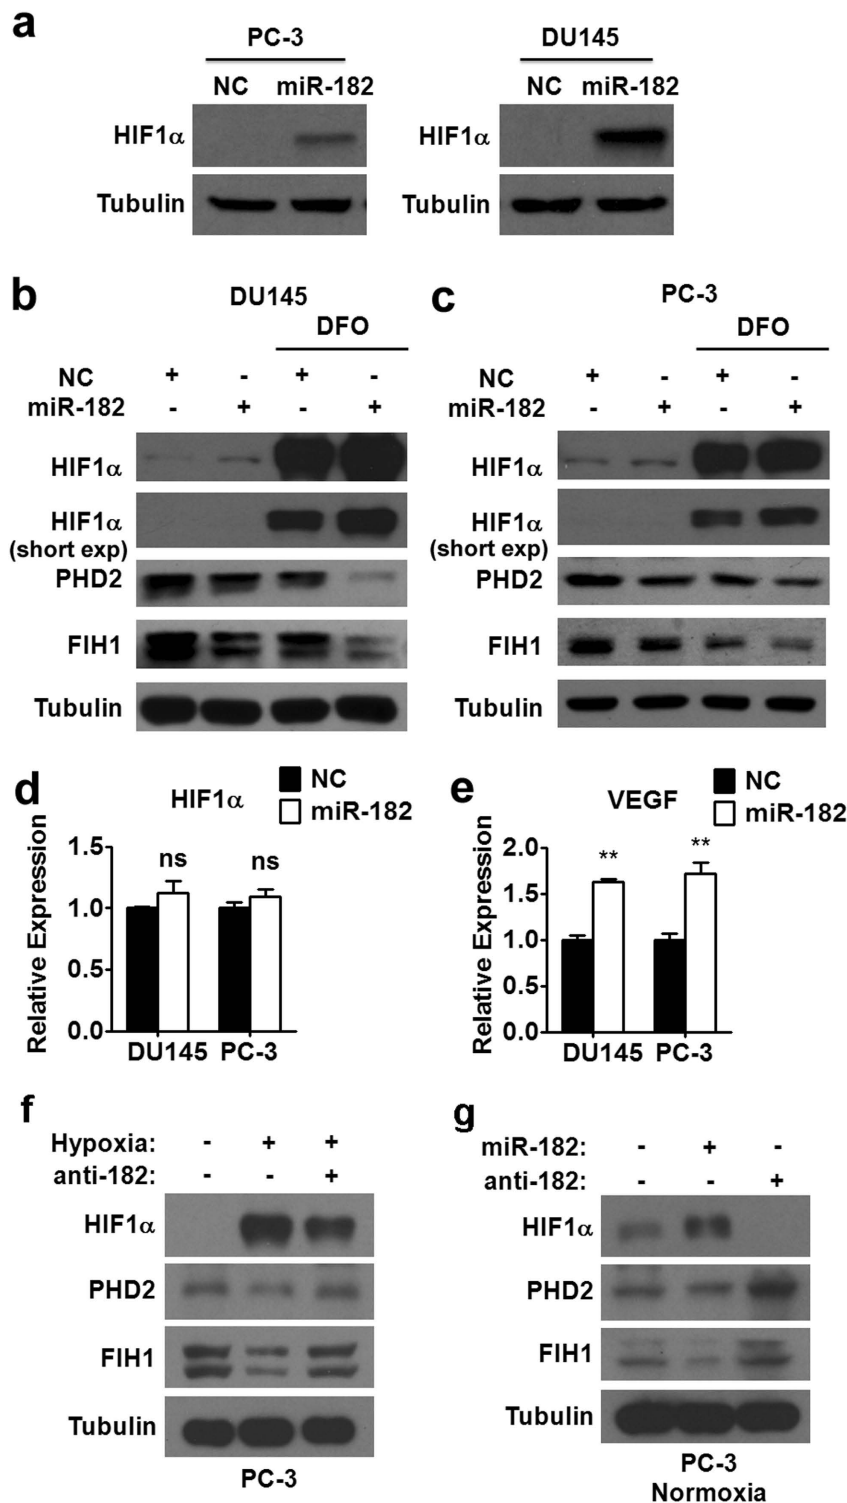 a
PC-3 DU145
NC miR-182 NC miR-182
HIF1α HIF1α
Tubulin Tubulin
b DU145 c PC-3
DFO DFO
NC + - + - + - + -
miR-182 - + - + miR-182 - + - +
HIF1α HIF1α
HIF1α HIF1α
(short exp) (short exp)
PHD2 PHD2
FIH1 FIH1
Tubulin Tubulin
d HIF1α NC
miR-182
Relative Expression
1.5
1.0
0.5
0.0
ns ns
DU145 PC-3
e VEGF NC
miR-182
Relative Expression
2.0
1.5
1.0
0.5
0.0
** **
DU145 PC-3
f
Hypoxia: - + +
anti-182: - - +
HIF1α
PHD2
FIH1
Tubulin
PC-3
g
miR-182: - + -
anti-182: - - +
HIF1α
PHD2
FIH1
Tubulin
PC-3
Normoxia